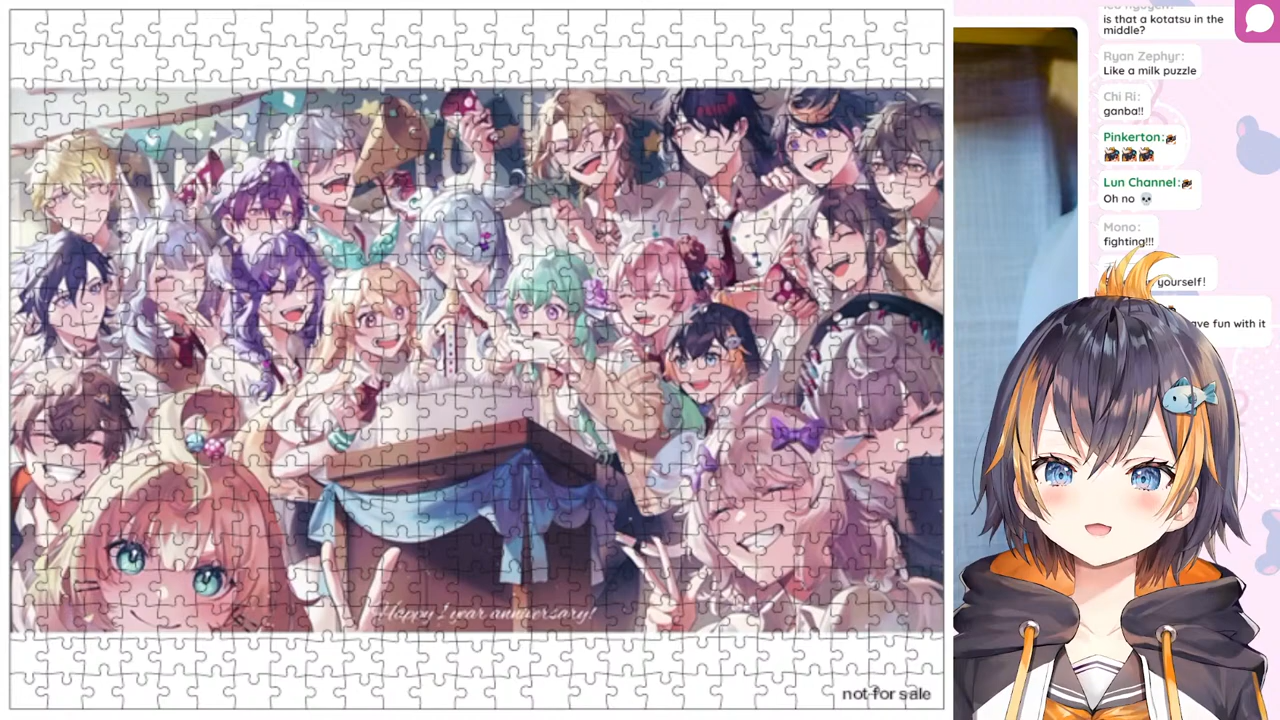 is that a kotatsu in the
middle?
Ryan Zephyr:
Like a milk puzzle
Chi Ri:
ganba!!
Pinkerton:
Lun Channel:
Oh no 💀
Mono:
fighting!!!
yourself!
ave fun with it
Happy 1 year anniversary!
not for sale